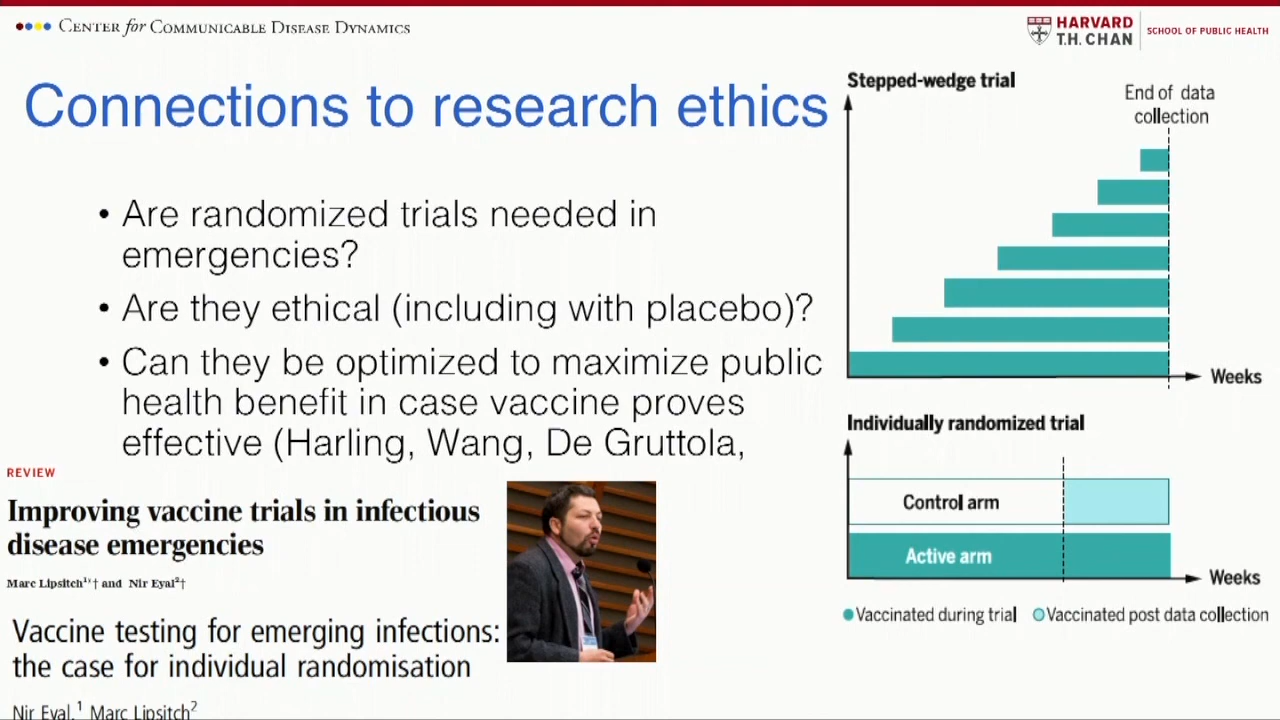 CENTER for COMMUNICABLE DISEASE DYNAMICS
HARVARD
T.H. CHAN
SCHOOL OF PUBLIC HEALTH
Connections to research ethics
• Are randomized trials needed in
emergencies?
• Are they ethical (including with placebo)?
• Can they be optimized to maximize public
health benefit in case vaccine proves
effective (Harling, Wang, De Gruttola,
REVIEW
Improving vaccine trials in infectious
disease emergencies
Marc Lipsitch¹*† and Nir Eyal²†
Vaccine testing for emerging infections:
the case for individual randomisation
Nir Eyal,¹ Marc Lipsitch²
Stepped-wedge trial
End of data
collection
Weeks
Individually randomized trial
Control arm
Active arm
Weeks
Vaccinated during trial
Vaccinated post data collection